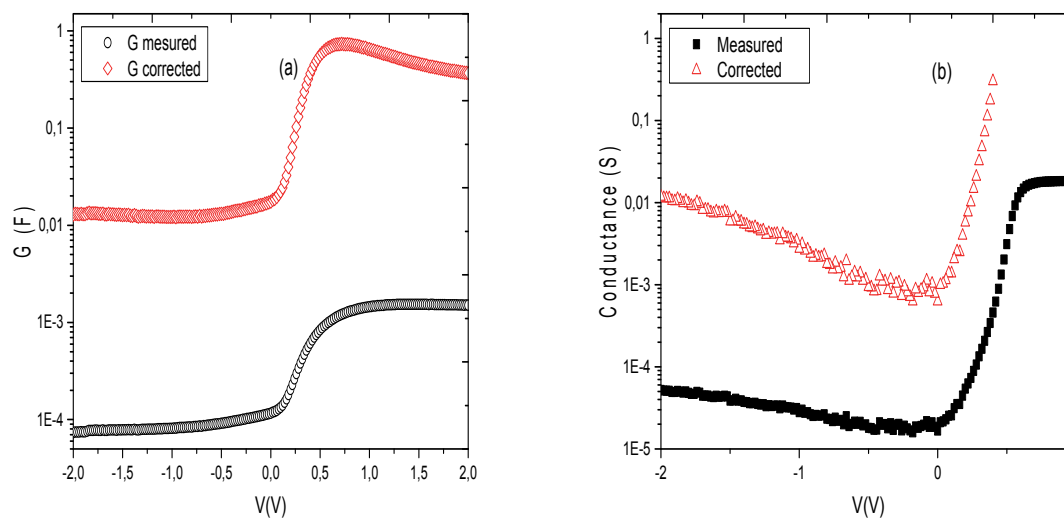 G mesured
G corrected
(a)
1
0,1
0,01
1E-3
1E-4
G (F)
-2,0 -1,5 -1,0 -0,5 0,0 0,5 1,0 1,5 2,0
V(V)
Measured
Corrected
(b)
1
0,1
0,01
1E-3
1E-4
1E-5
Conductance (S)
-2 -1 0
V(V)